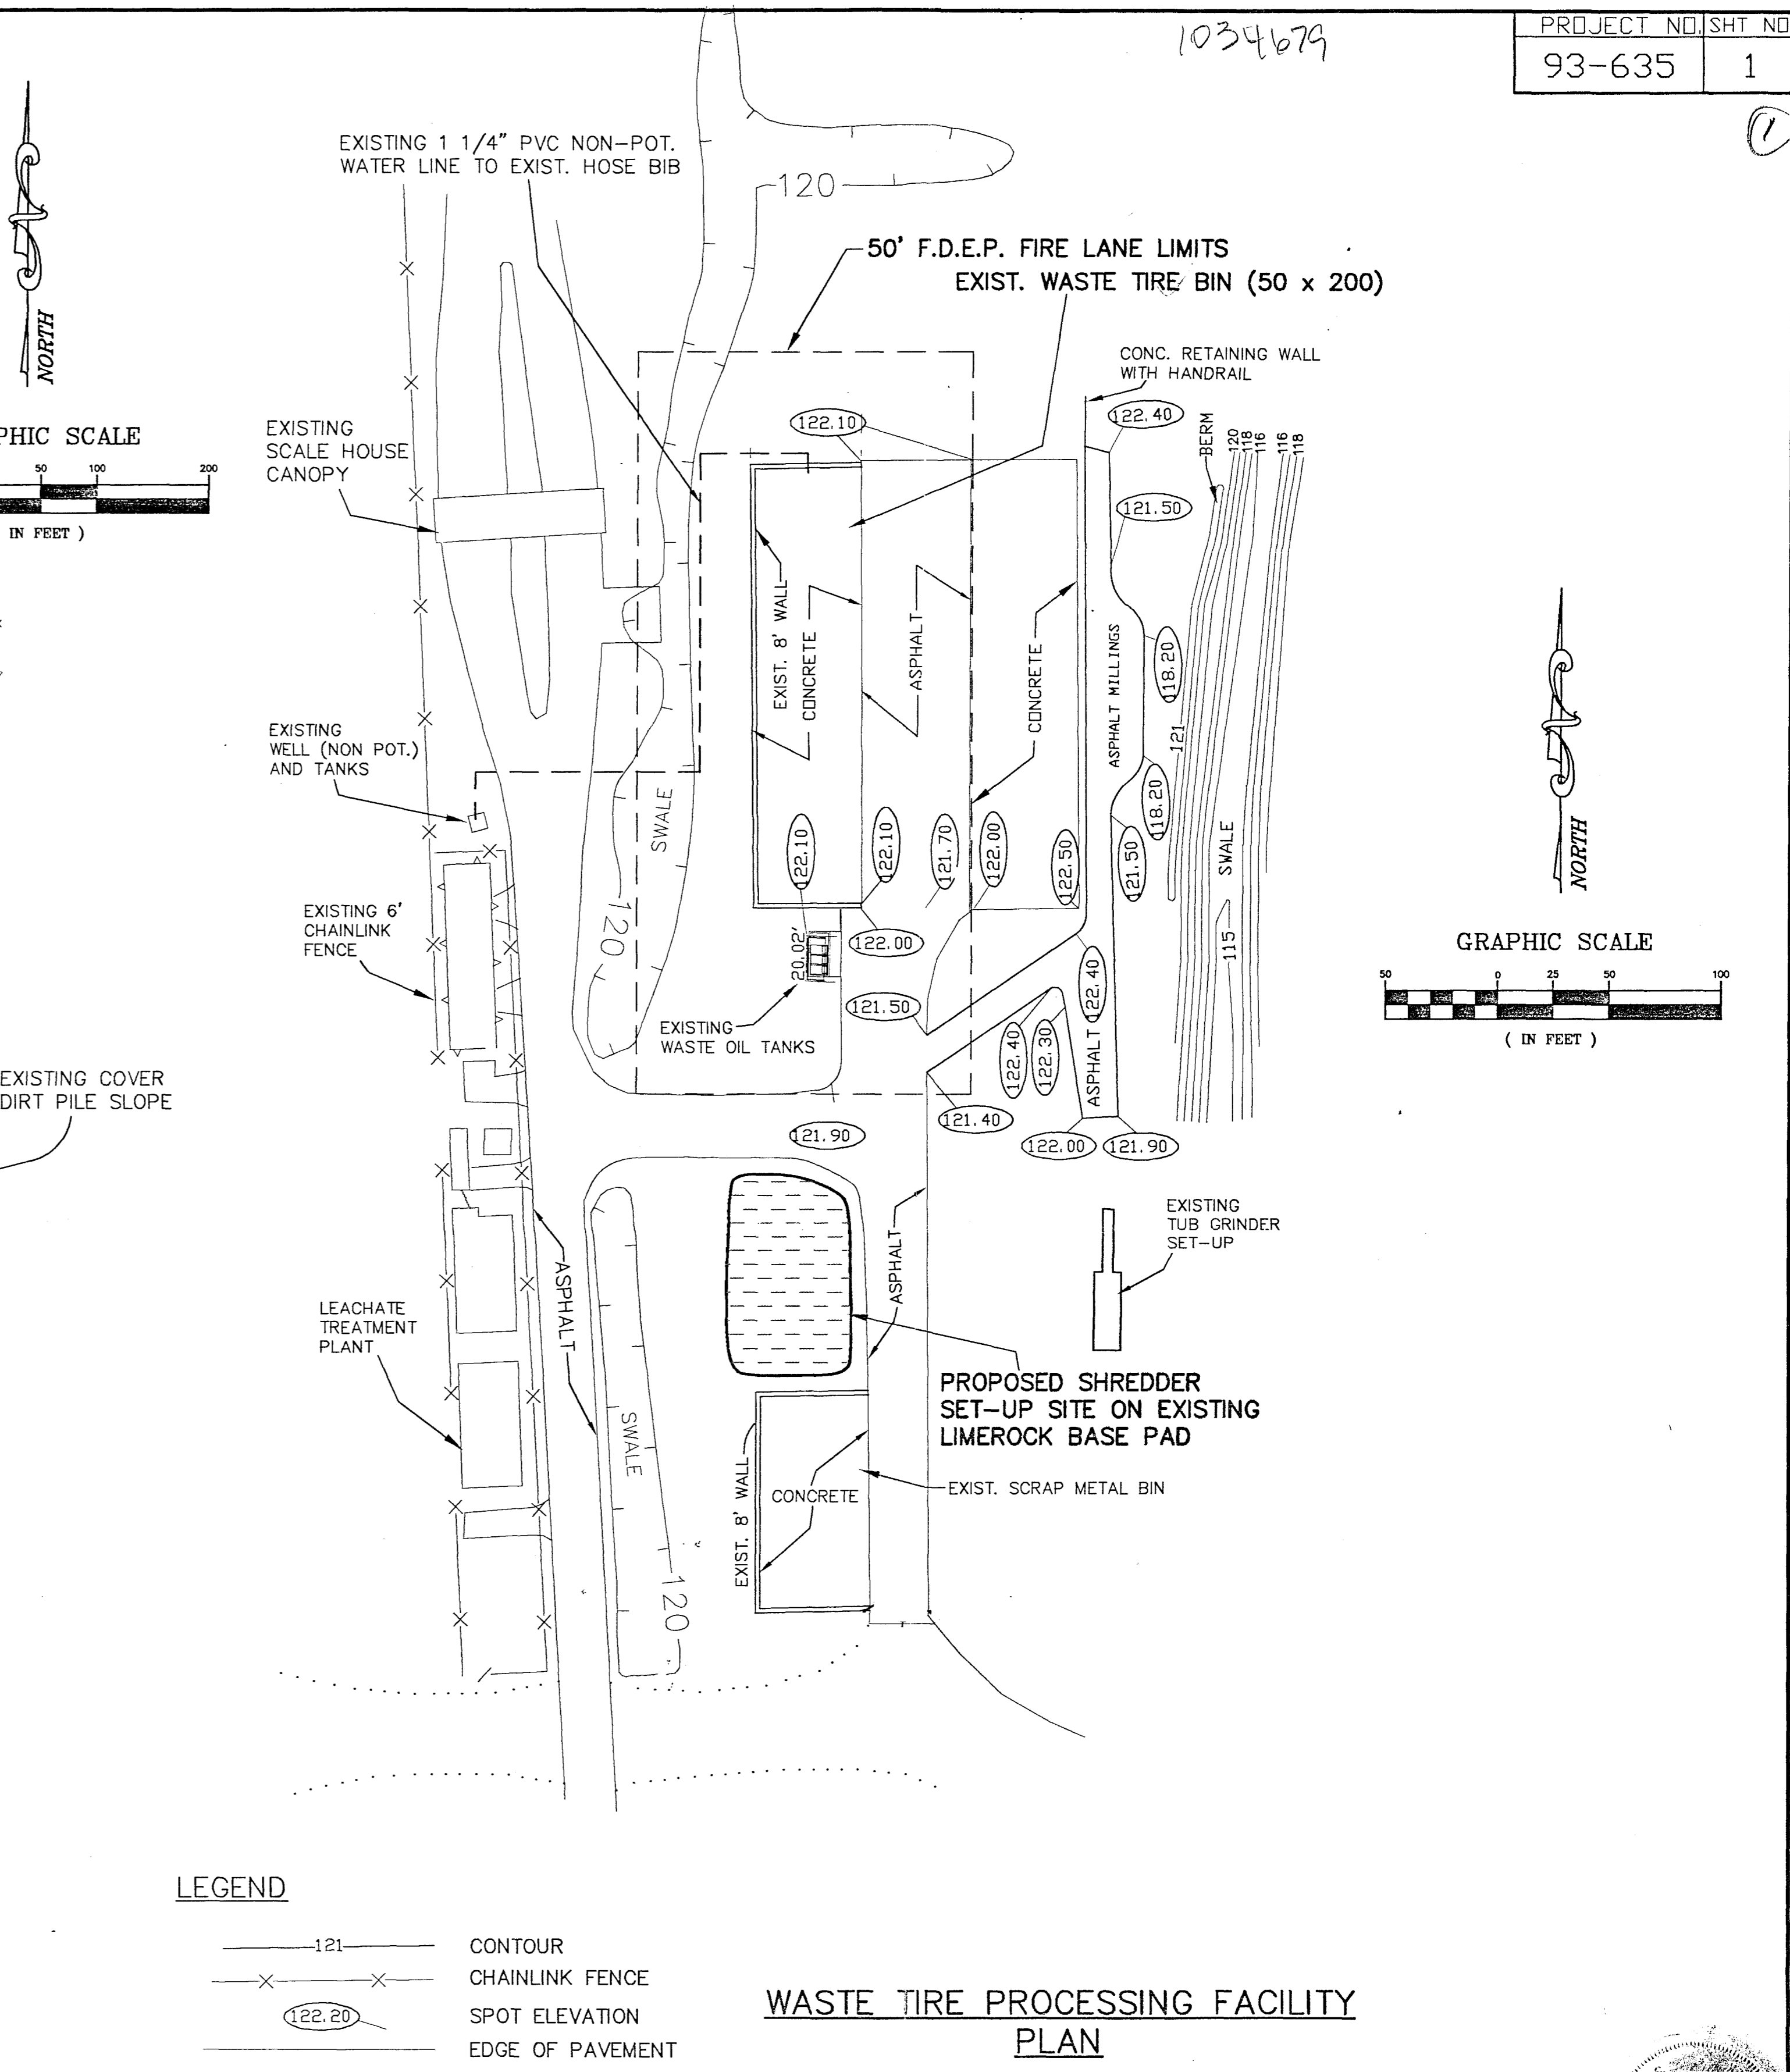 1034679
PROJECT NO. SHT NO
93-635 1
1
EXISTING 1 1/4" PVC NON-POT.
WATER LINE TO EXIST. HOSE BIB
120
50' F.D.E.P. FIRE LANE LIMITS
EXIST. WASTE TIRE BIN (50 x 200)
NORTH
PHIC SCALE
50 100 200
IN FEET )
CONC. RETAINING WALL
WITH HANDRAIL
EXISTING
SCALE HOUSE
CANOPY
122.10
122.40
BERM
120
118
116
116
118
121.50
EXIST. 8' WALL
CONCRETE
ASPHALT
CONCRETE
ASPHALT MILLINGS
118.20
121
118.20
EXISTING
WELL (NON POT.)
AND TANKS
SWALE
122.10
122.10
121.70
122.00
122.50
121.50
SWALE
115
NORTH
EXISTING 6'
CHAINLINK
FENCE
120
20.02'
122.00
121.50
122.40
GRAPHIC SCALE
50 0 25 50 100
( IN FEET )
EXISTING
WASTE OIL TANKS
122.40
122.30
ASPHALT
EXISTING COVER
DIRT PILE SLOPE
121.40
121.90
122.00
121.90
EXISTING
TUB GRINDER
SET-UP
ASPHALT
ASPHALT
LEACHATE
TREATMENT
PLANT
PROPOSED SHREDDER
SET-UP SITE ON EXISTING
LIMEROCK BASE PAD
SWALE
EXIST. 8' WALL
CONCRETE
EXIST. SCRAP METAL BIN
120
LEGEND
121 CONTOUR
CHAINLINK FENCE
122.20 SPOT ELEVATION
EDGE OF PAVEMENT
WASTE TIRE PROCESSING FACILITY
PLAN